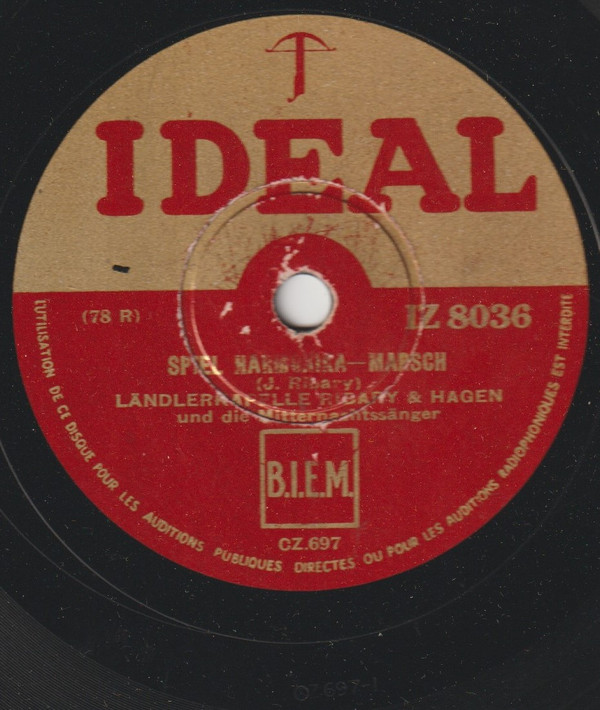 IDEAL
(78 R)
IZ 8036
SPIEL HARMONIKA—MARSCH
(J. Ribary)
LÄNDLERKAPELLE RIBARY & HAGEN
und die Mitternachtssänger
B.I.E.M.
CZ.697
L'UTILISATION DE CE DISQUE POUR LES AUDITIONS PUBLIQUES DIRECTES OU POUR LES AUDITIONS RADIOPHONIQUES EST INTERDITE